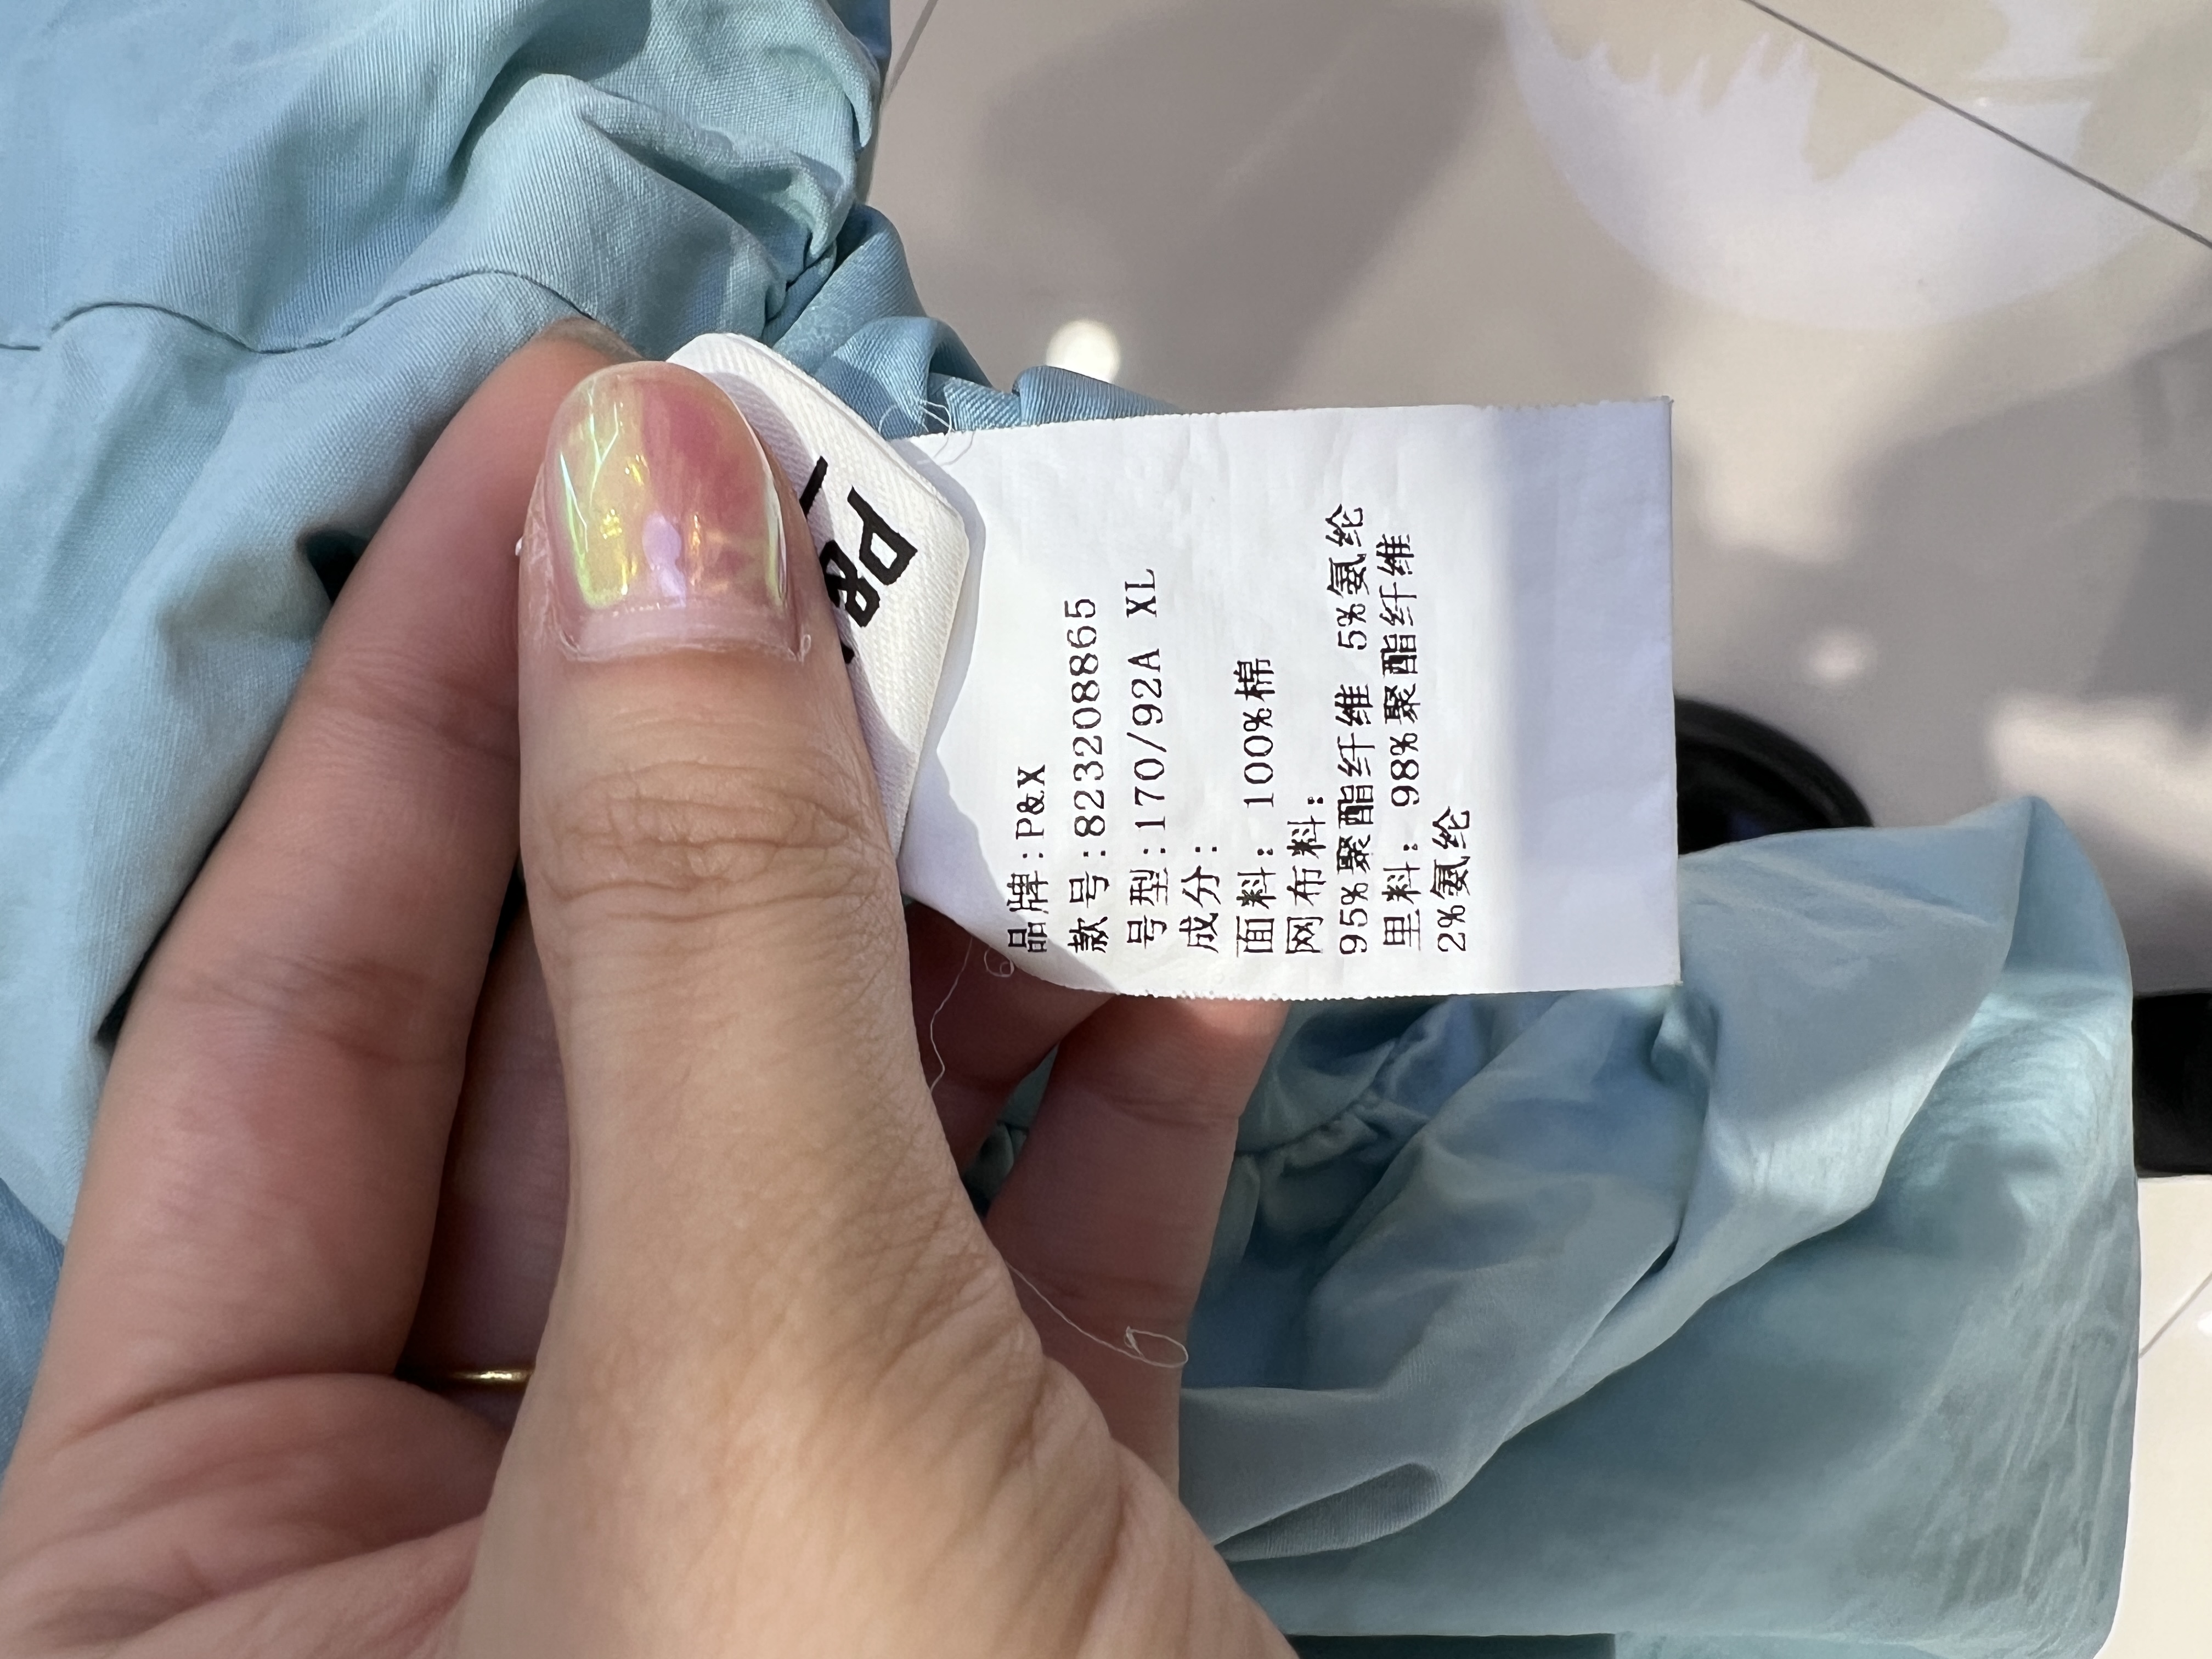 P&
品牌:P&X
款号:8232208865
号型:170/92A XL
成分:
面料: 100%棉
网布料:
95%聚酯纤维 5%氨纶
里料: 98%聚酯纤维
2%氨纶